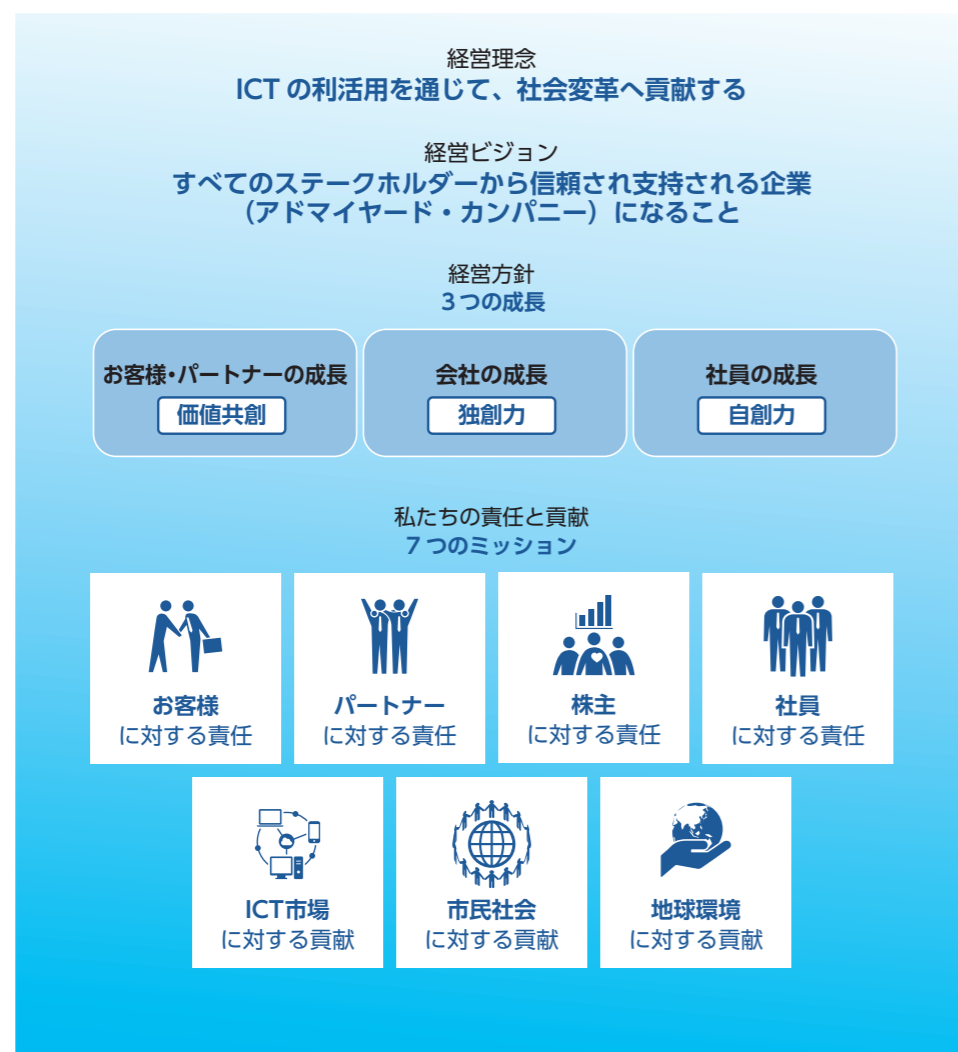 経営理念
ICT の利活用を通じて、社会変革へ貢献する
経営ビジョン
すべてのステークホルダーから信頼され支持される企業
（アドマイヤード・カンパニー）になること
経営方針
3つの成長
お客様・パートナーの成長
価値共創
会社の成長
独創力
社員の成長
自創力
私たちの責任と貢献
7つのミッション
お客様
に対する責任
パートナー
に対する責任
株主
に対する責任
社員
に対する責任
ICT市場
に対する貢献
市民社会
に対する貢献
地球環境
に対する貢献